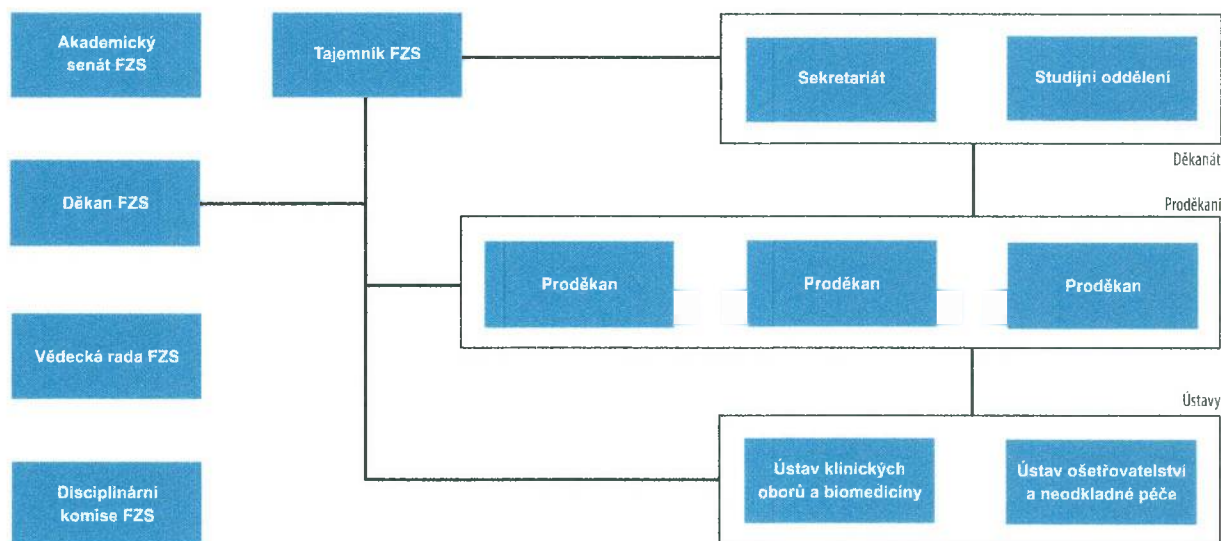 Akademický
senát FZS
Tajemník FZS
Sekretariát
Studijní oddělení
Děkanát
Děkan FZS
Proděkani
Proděkan
Proděkan
Proděkan
Vědecká rada FZS
Ústavy
Ústav klinických
oborů a biomedicíny
Ústav ošetřovatelství
a neodkladné péče
Disciplinární
komise FZS